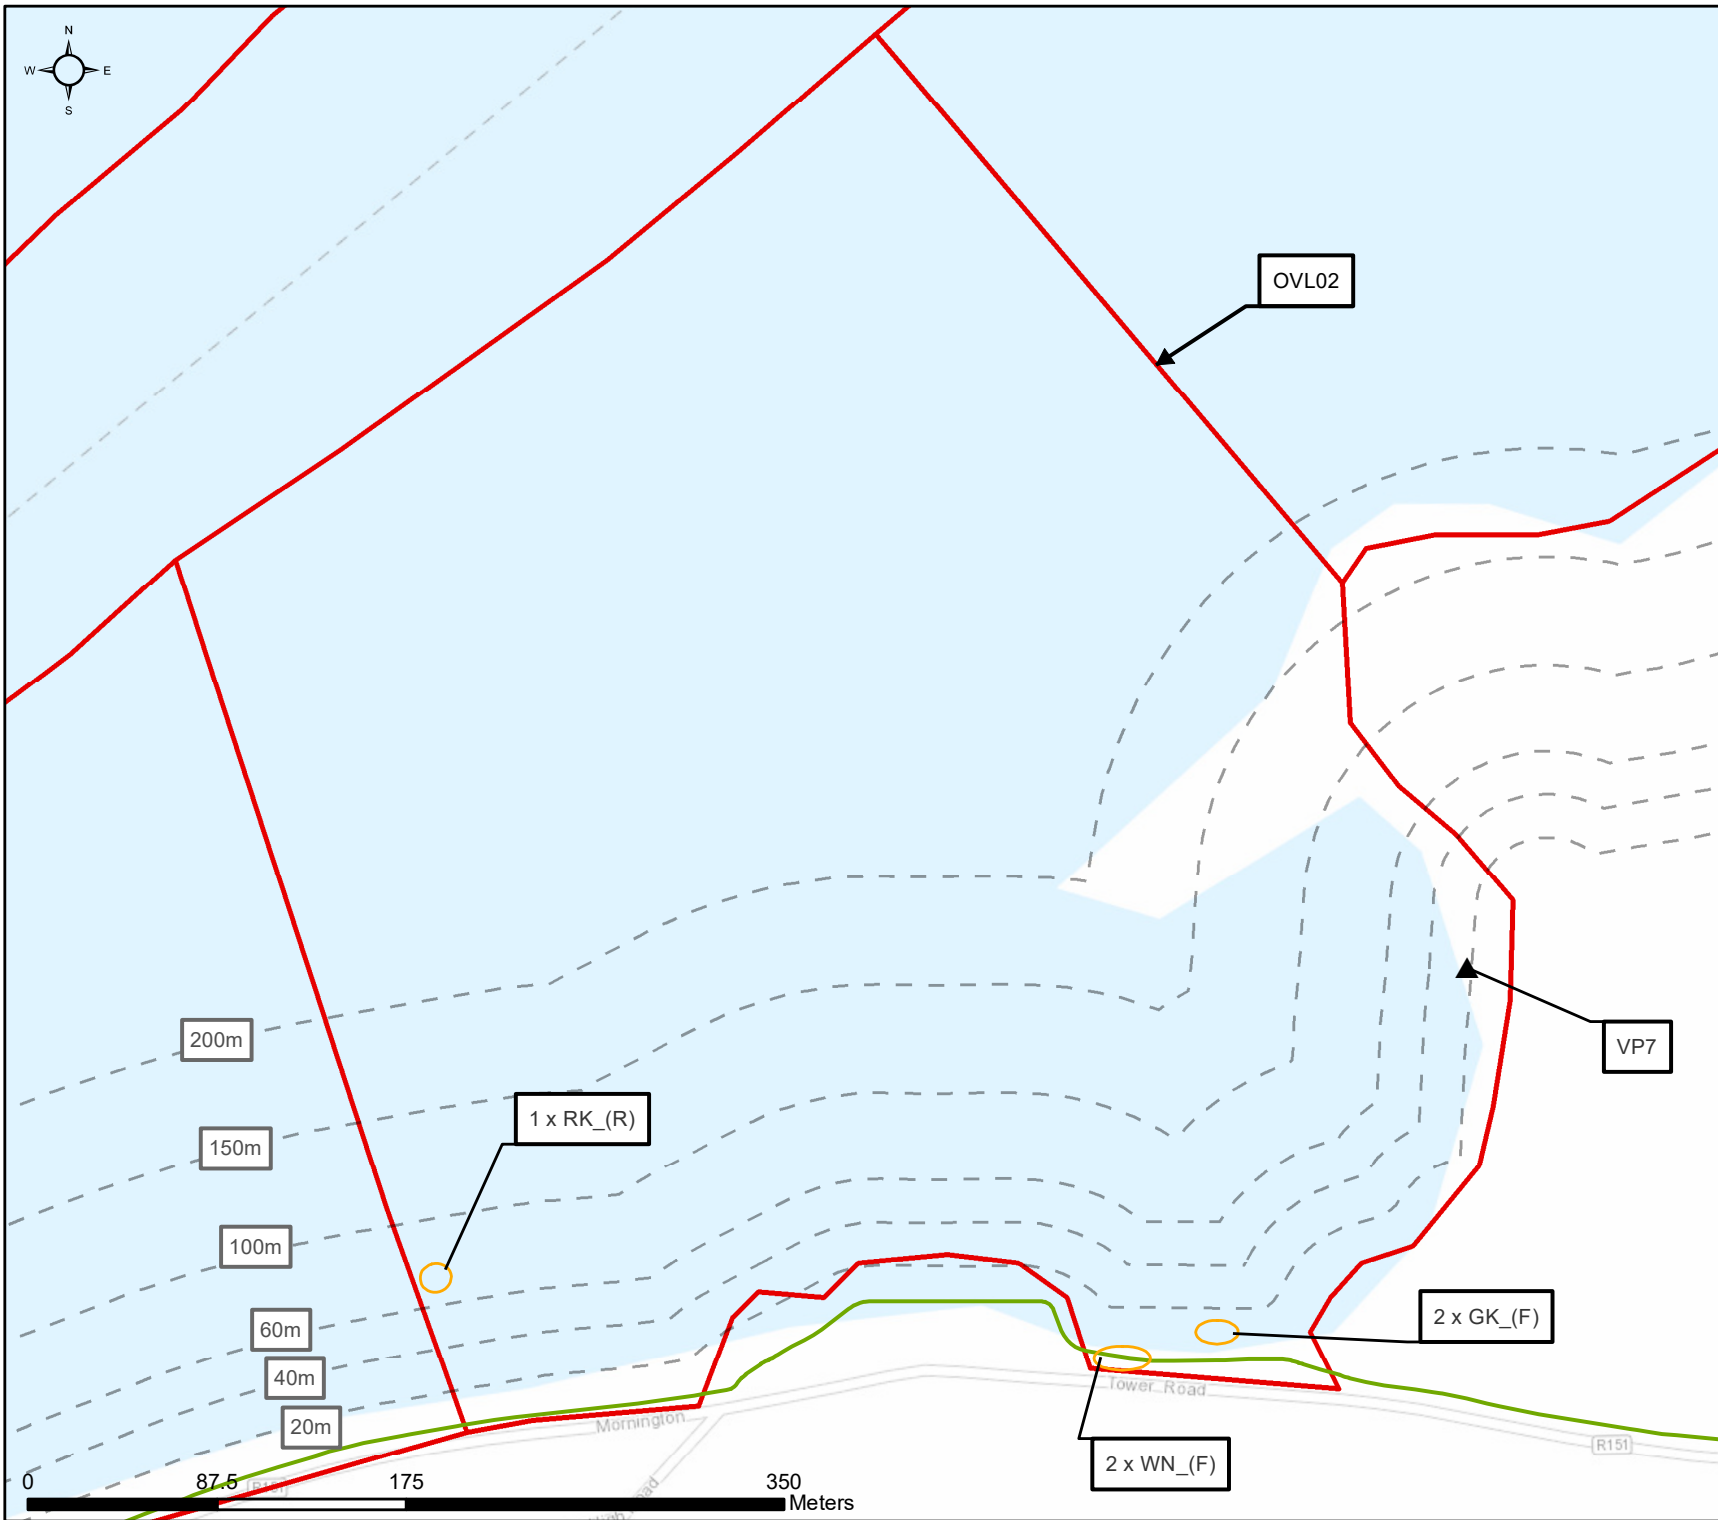 N
W E
S
OVL02
VP7
200m
1 x RK_(R)
150m
100m
2 x GK_(F)
60m
40m
Tower Road
20m
Mornington
R151
2 x WN_(F)
0 87.5 175 350
Meters